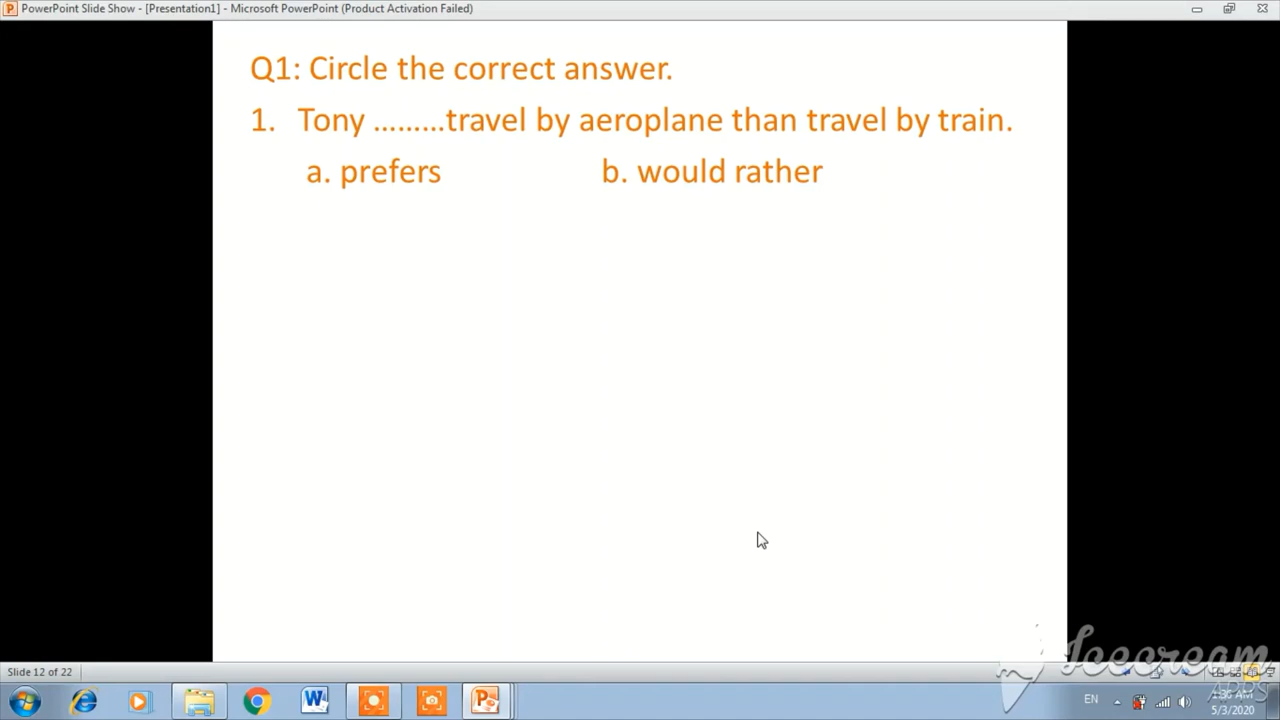 PowerPoint Slide Show - [Presentation1] - Microsoft PowerPoint (Product Activation Failed)
Q1: Circle the correct answer.
1. Tony .........travel by aeroplane than travel by train.
a. prefers b. would rather
Slide 12 of 22
Icecream
APPS
EN
5/3/2020